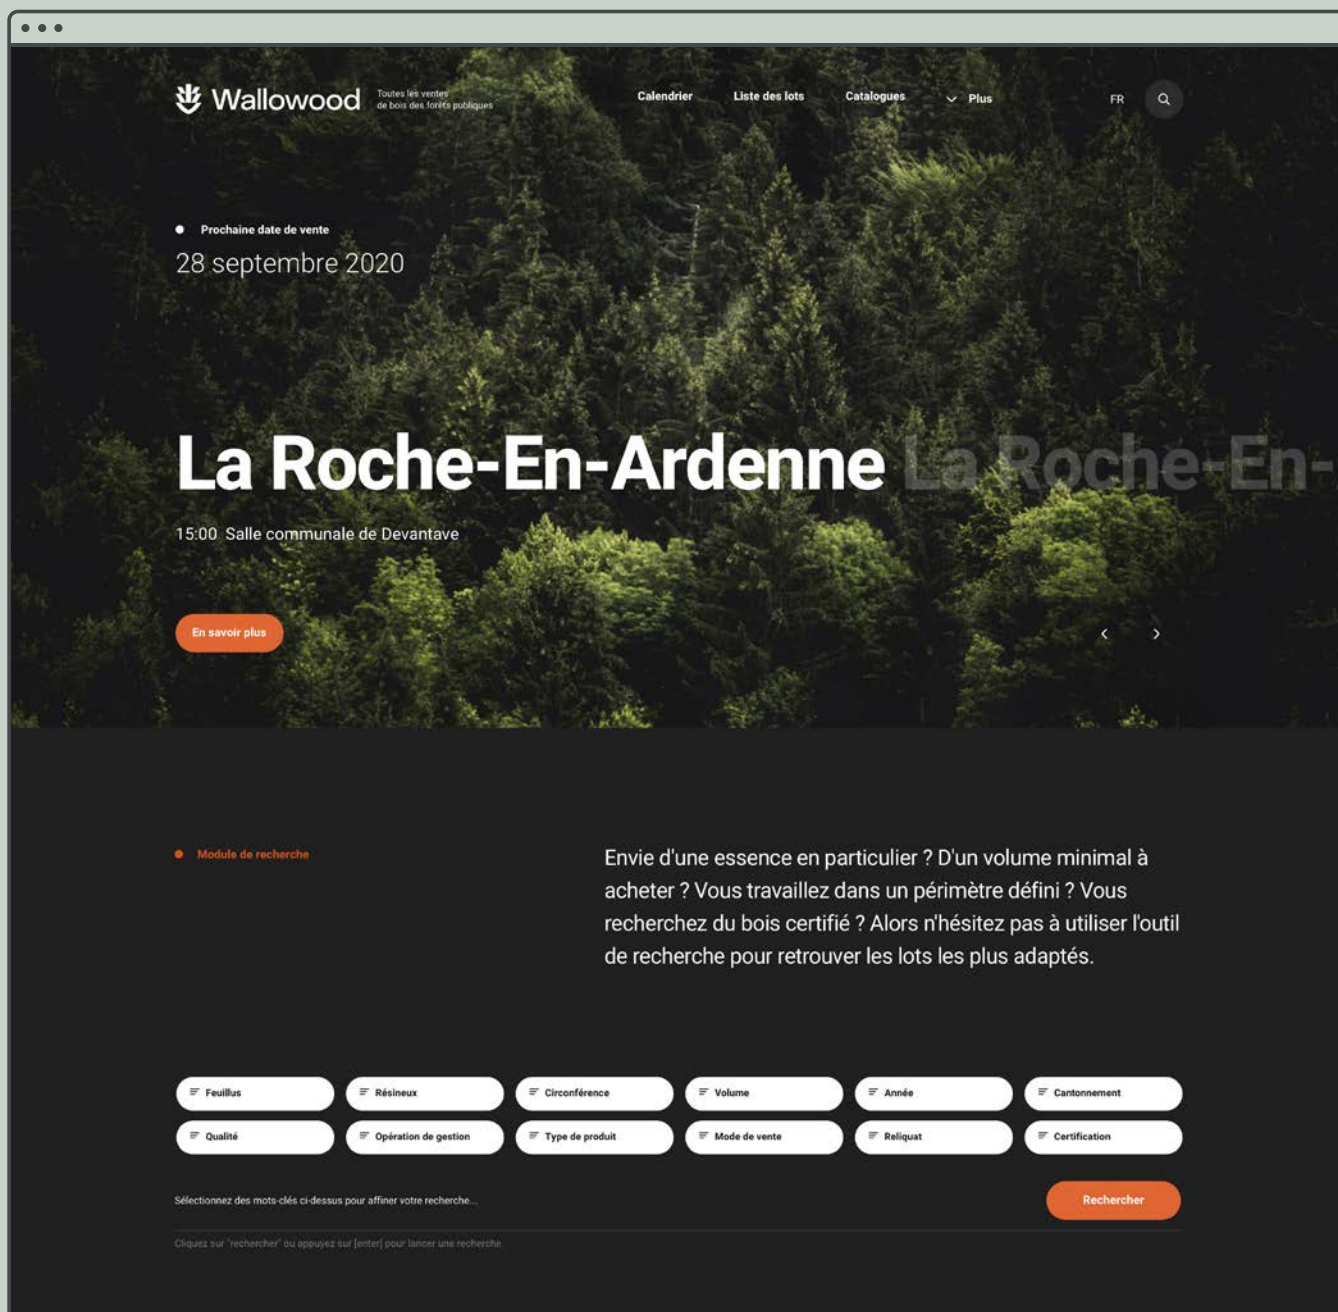 Wallowood
Toutes les ventes
de bois des forêts publiques
Calendrier
Liste des lots
Catalogues
Plus
FR
Prochaine date de vente
28 septembre 2020
La Roche-En-Ardenne La Roche-En-
15:00 Salle communale de Devantave
En savoir plus
Module de recherche
Envie d'une essence en particulier ? D'un volume minimal à
acheter ? Vous travaillez dans un périmètre défini ? Vous
recherchez du bois certifié ? Alors n'hésitez pas à utiliser l'outil
de recherche pour retrouver les lots les plus adaptés.
Feuillus
Résineux
Circonférence
Volume
Année
Cantonnement
Qualité
Opération de gestion
Type de produit
Mode de vente
Reliquat
Certification
Sélectionnez des mots-clés ci-dessus pour affiner votre recherche...
Rechercher
Cliquez sur "rechercher" ou appuyez sur [enter] pour lancer une recherche